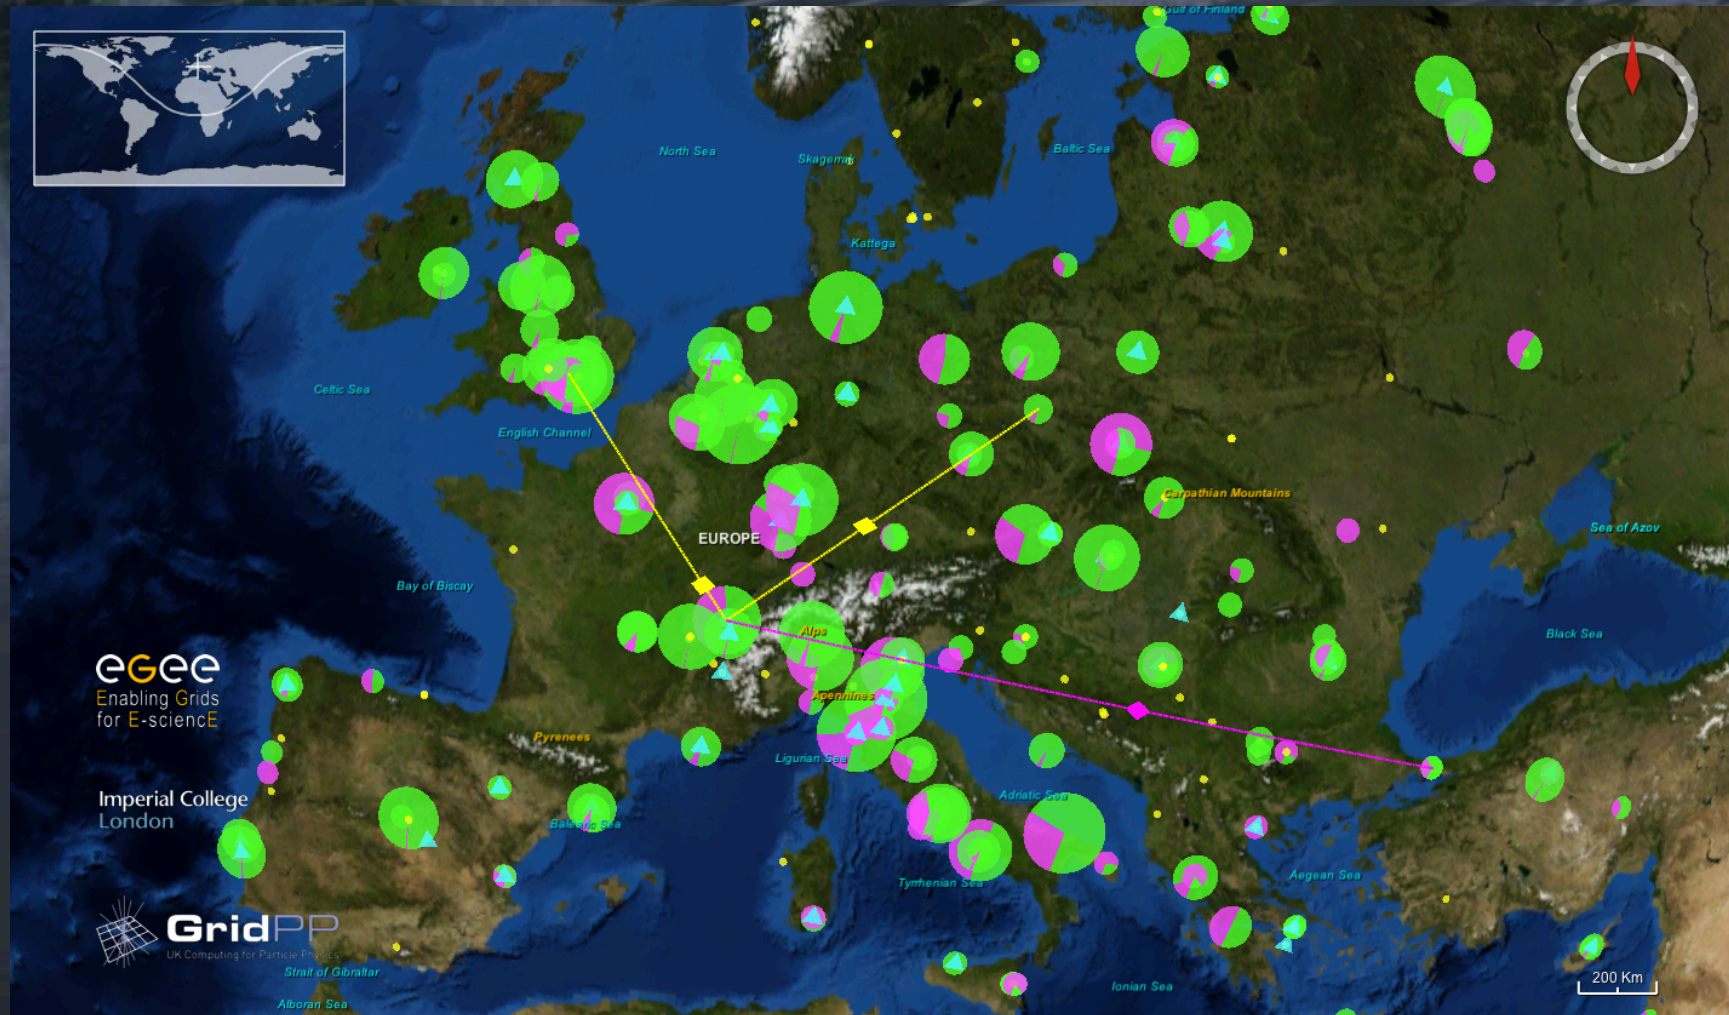 Gulf of Finland
North Sea
Skagerrak
Baltic Sea
Kattega
Celtic Sea
English Channel
Carpathian Mountains
Sea of Azov
EUROPE
Bay of Biscay
Alps
Black Sea
eGee
Enabling Grids
for E-sciencE
Apennines
Pyrenees
Ligurian Sea
Imperial College
London
Adriatic Sea
Balearic Sea
Tyrrhenian Sea
Aegean Sea
GridPP
UK Computing for Particle Physics
Strait of Gibraltar
200 Km
Ionian Sea
Alboran Sea